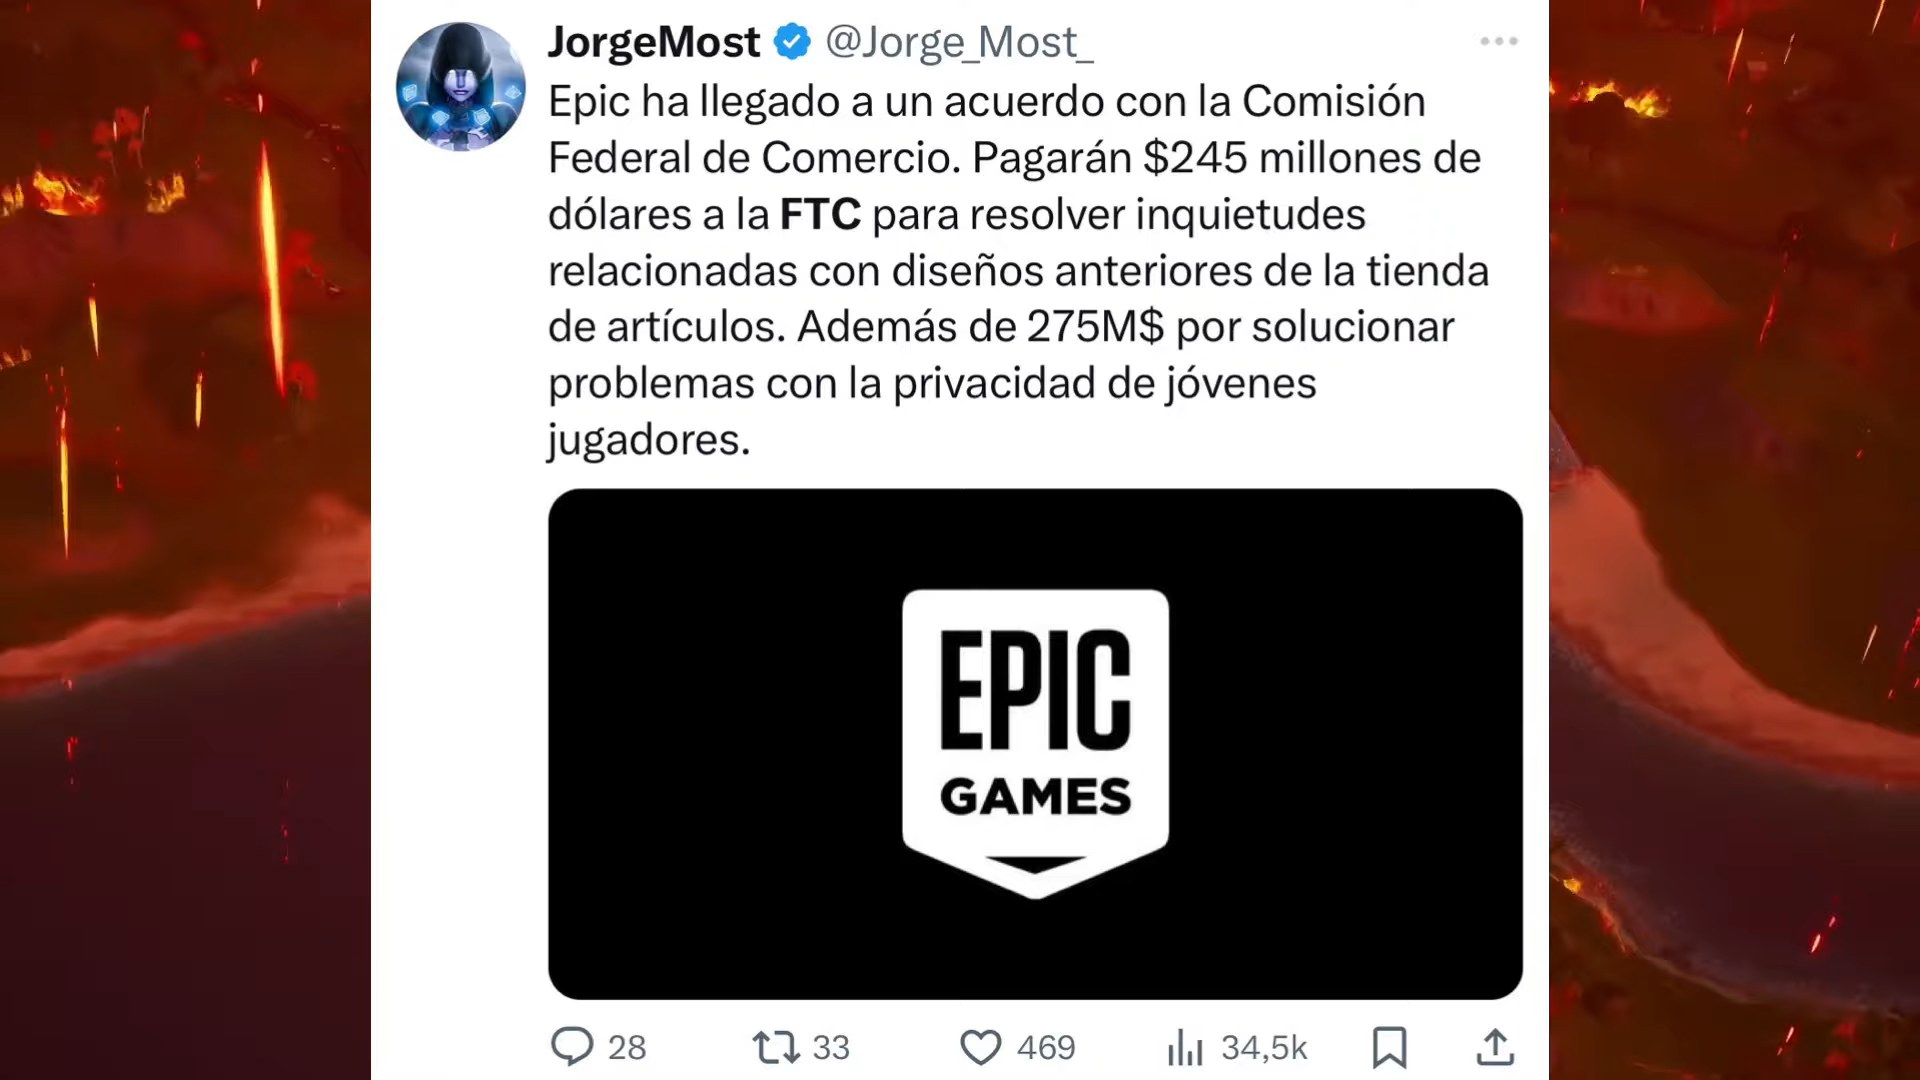 JorgeMost @Jorge_Most_
Epic ha llegado a un acuerdo con la Comisión
Federal de Comercio. Pagarán $245 millones de
dólares a la FTC para resolver inquietudes
relacionadas con diseños anteriores de la tienda
de artículos. Además de 275M$ por solucionar
problemas con la privacidad de jóvenes
jugadores.
EPIC
GAMES
28 33 469 34,5k